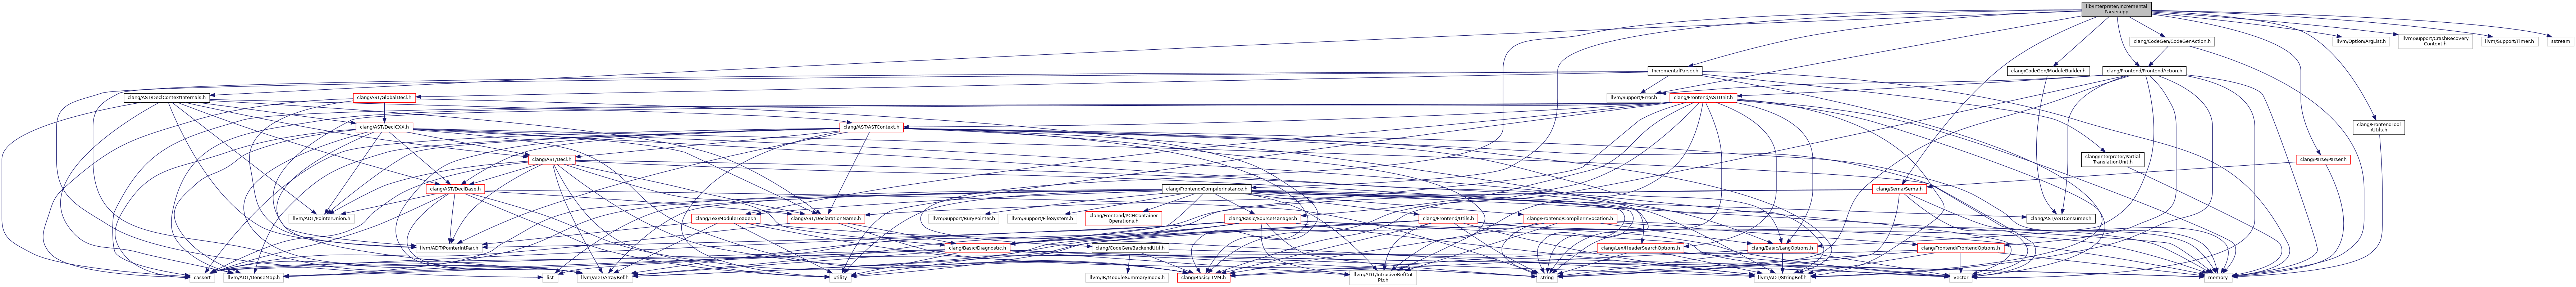 lib/Interpreter/Incremental
Parser.cpp
clang/CodeGen/CodeGenAction.h
llvm/Option/ArgList.h
llvm/Support/CrashRecovery
Context.h
llvm/Support/Timer.h
sstream
IncrementalParser.h
clang/CodeGen/ModuleBuilder.h
clang/Frontend/FrontendAction.h
clang/AST/DeclContextInternals.h
clang/AST/GlobalDecl.h
llvm/Support/Error.h
clang/Frontend/ASTUnit.h
clang/AST/DeclCXX.h
clang/AST/ASTContext.h
clang/FrontendTool
/Utils.h
clang/AST/Decl.h
clang/Interpreter/Partial
TranslationUnit.h
clang/Parse/Parser.h
clang/AST/DeclBase.h
clang/Frontend/CompilerInstance.h
clang/Sema/Sema.h
llvm/ADT/PointerUnion.h
clang/Lex/ModuleLoader.h
clang/AST/DeclarationName.h
llvm/Support/BuryPointer.h
llvm/Support/FileSystem.h
clang/Frontend/PCHContainer
Operations.h
clang/Basic/SourceManager.h
clang/Frontend/Utils.h
clang/Frontend/CompilerInvocation.h
clang/AST/ASTConsumer.h
llvm/ADT/PointerIntPair.h
clang/Basic/Diagnostic.h
clang/CodeGen/BackendUtil.h
clang/Lex/HeaderSearchOptions.h
clang/Basic/LangOptions.h
clang/Frontend/FrontendOptions.h
cassert
llvm/ADT/DenseMap.h
list
llvm/ADT/ArrayRef.h
utility
llvm/IR/ModuleSummaryIndex.h
clang/Basic/LLVM.h
llvm/ADT/IntrusiveRefCnt
Ptr.h
string
llvm/ADT/StringRef.h
vector
memory